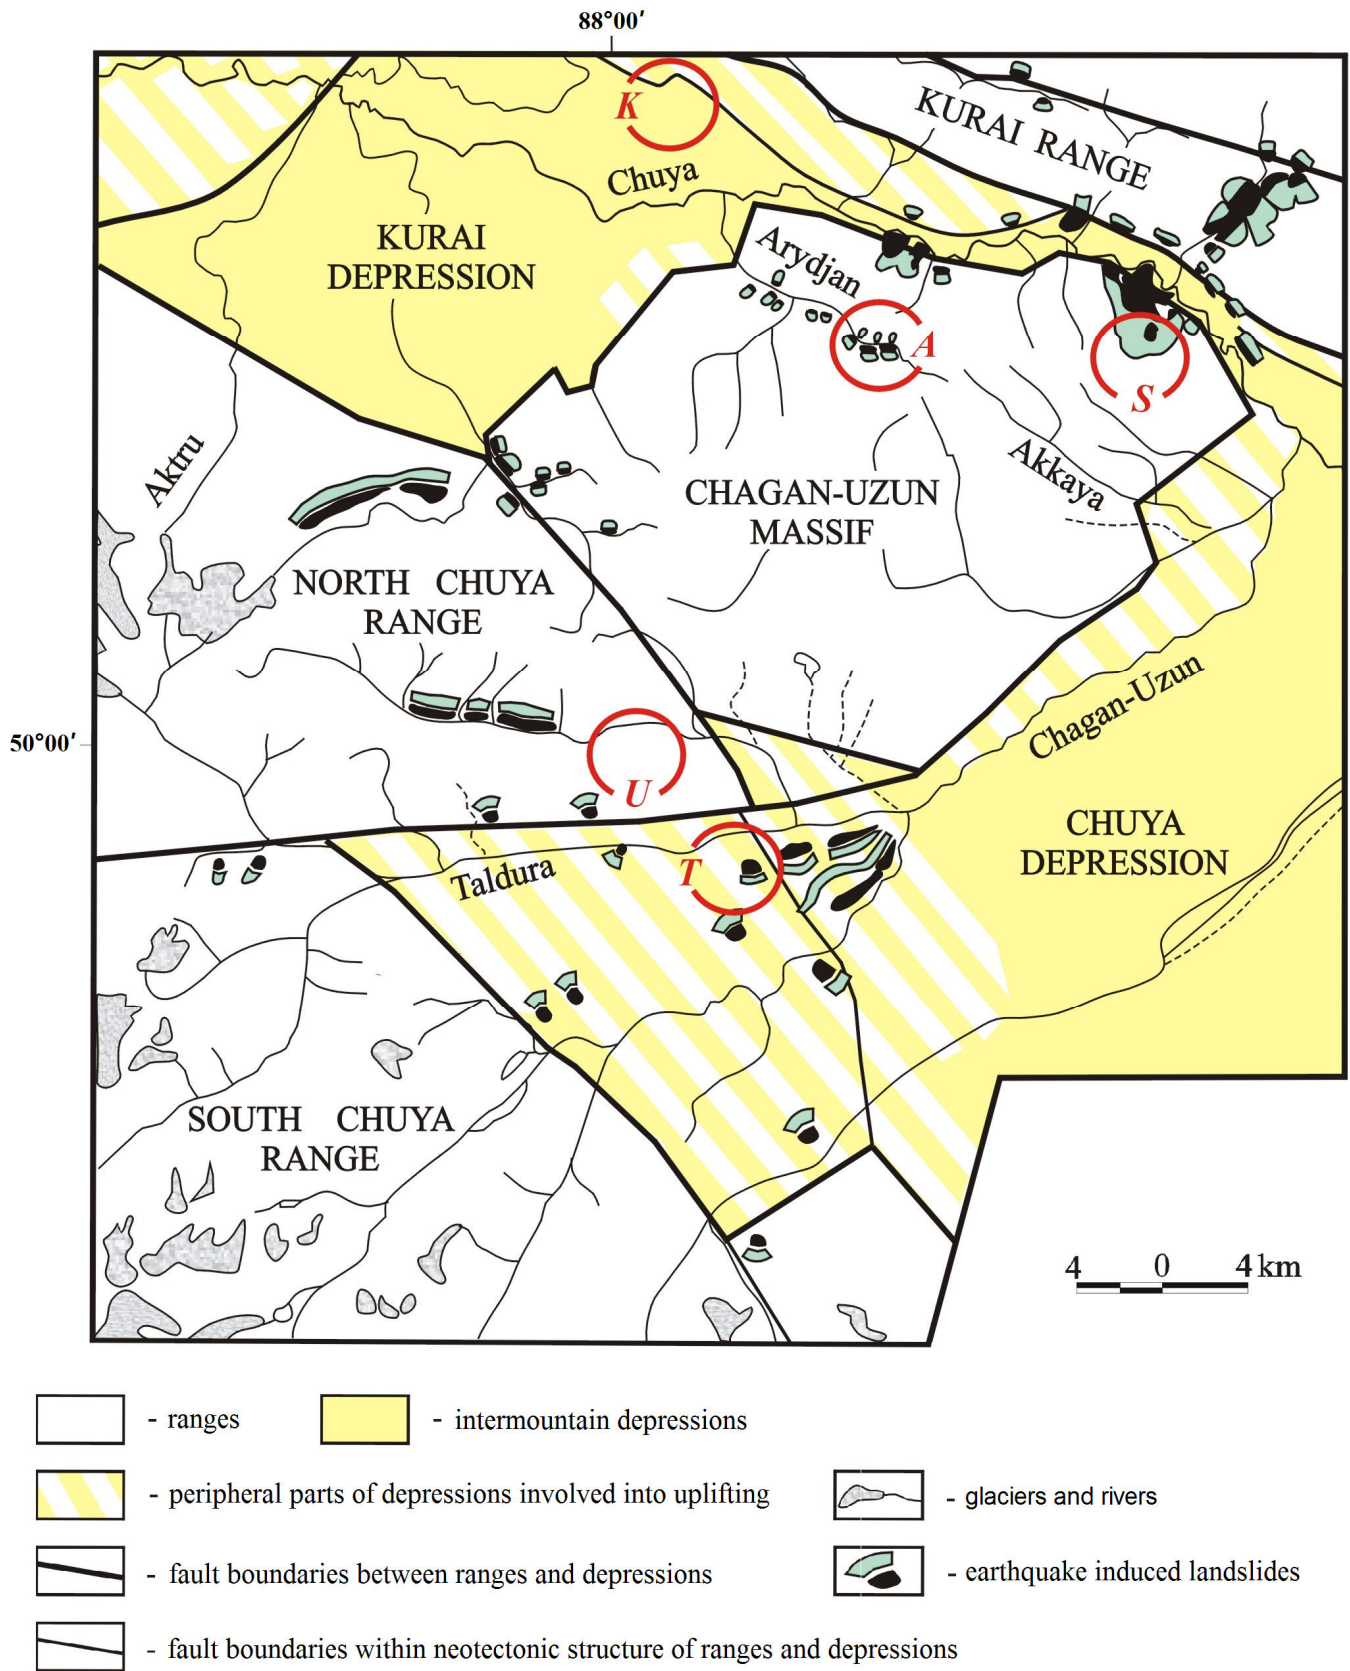 88°00′
K
KURAI RANGE
Chuya
KURAI
DEPRESSION
Arydjan
A
S
Aktru
Akkaya
CHAGAN-UZUN
MASSIF
NORTH CHUYA
RANGE
Chagan-Uzun
50°00′
U
CHUYA
DEPRESSION
T
Taldura
SOUTH CHUYA
RANGE
4 0 4 km
- ranges
- intermountain depressions
- peripheral parts of depressions involved into uplifting
- glaciers and rivers
- fault boundaries between ranges and depressions
- earthquake induced landslides
- fault boundaries within neotectonic structure of ranges and depressions